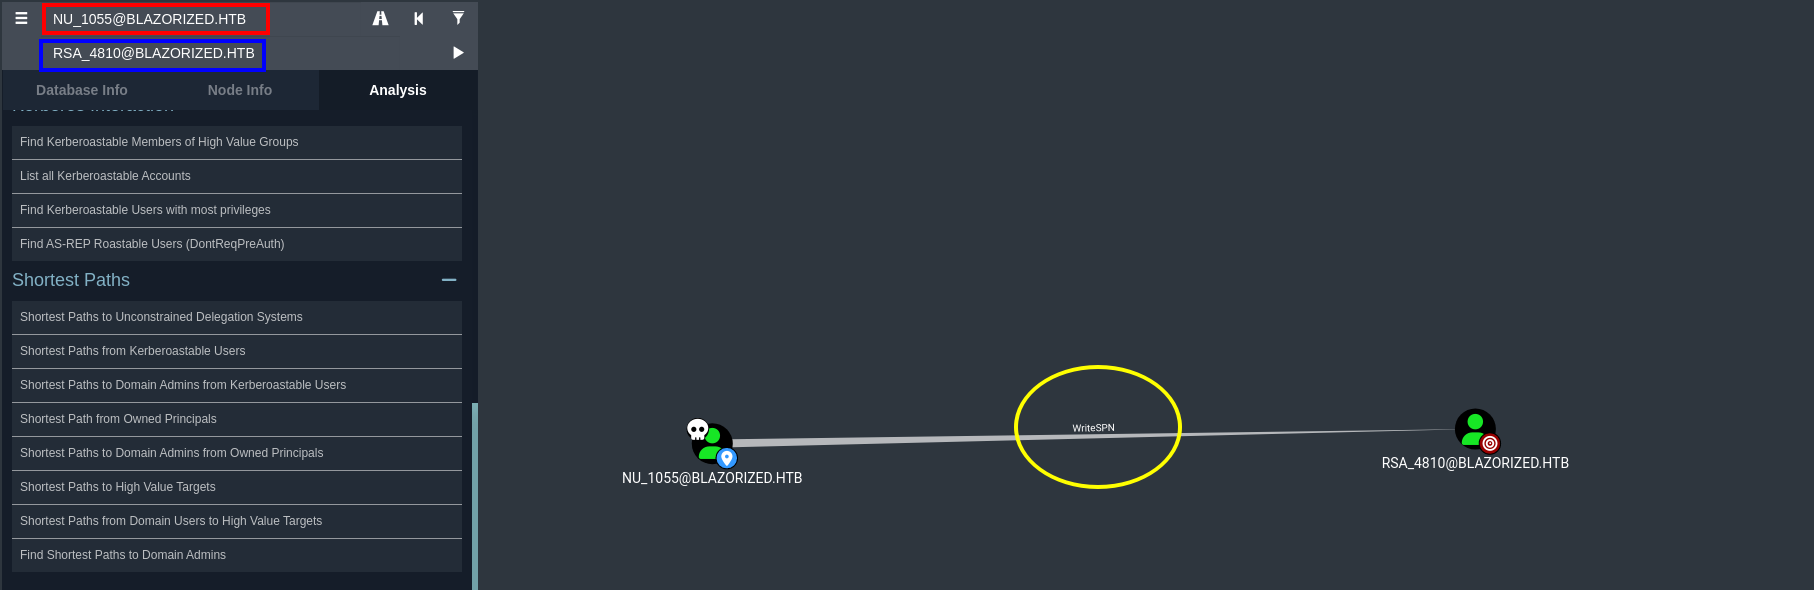 NU_1055@BLAZORIZED.HTB
RSA_4810@BLAZORIZED.HTB
Database Info
Node Info
Analysis
Find Kerberoastable Members of High Value Groups
List all Kerberoastable Accounts
Find Kerberoastable Users with most privileges
Find AS-REP Roastable Users (DontReqPreAuth)
Shortest Paths
Shortest Paths to Unconstrained Delegation Systems
Shortest Paths from Kerberoastable Users
Shortest Paths to Domain Admins from Kerberoastable Users
Shortest Path from Owned Principals
Shortest Paths to Domain Admins from Owned Principals
Shortest Paths to High Value Targets
Shortest Paths from Domain Users to High Value Targets
Find Shortest Paths to Domain Admins
WriteSPN
NU_1055@BLAZORIZED.HTB
RSA_4810@BLAZORIZED.HTB